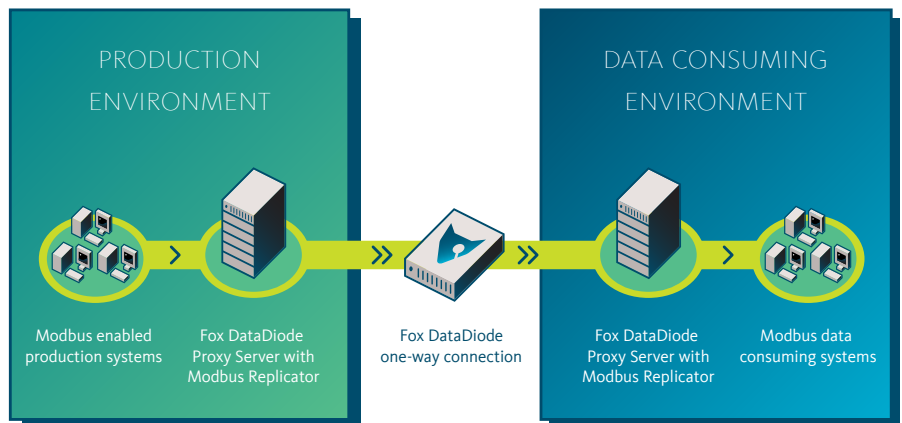 PRODUCTION
ENVIRONMENT
DATA CONSUMING
ENVIRONMENT
Modbus enabled
production systems
Fox DataDiode
Proxy Server with
Modbus Replicator
Fox DataDiode
one-way connection
Fox DataDiode
Proxy Server with
Modbus Replicator
Modbus data
consuming systems